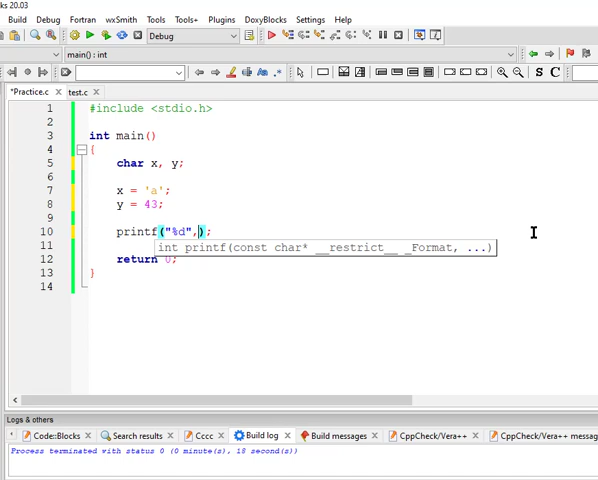 ks 20.03
Build Debug Fortran wxSmith Tools Tools+ Plugins DoxyBlocks Settings Help
Debug
main() : int
S C
*Practice.c test.c
1 #include <stdio.h>
2
3 int main()
4 {
5 char x, y;
6
7 x = 'a';
8 y = 43;
9
10 printf("%d",);
11 int printf(const char* __restrict__ _Format, ...)
12 return 0;
13 }
14
Logs & others
Code::Blocks Search results Cccc Build log Build messages CppCheck/Vera++ CppCheck/Vera++ messag
Process terminated with status 0 (0 minute(s), 18 second(s))